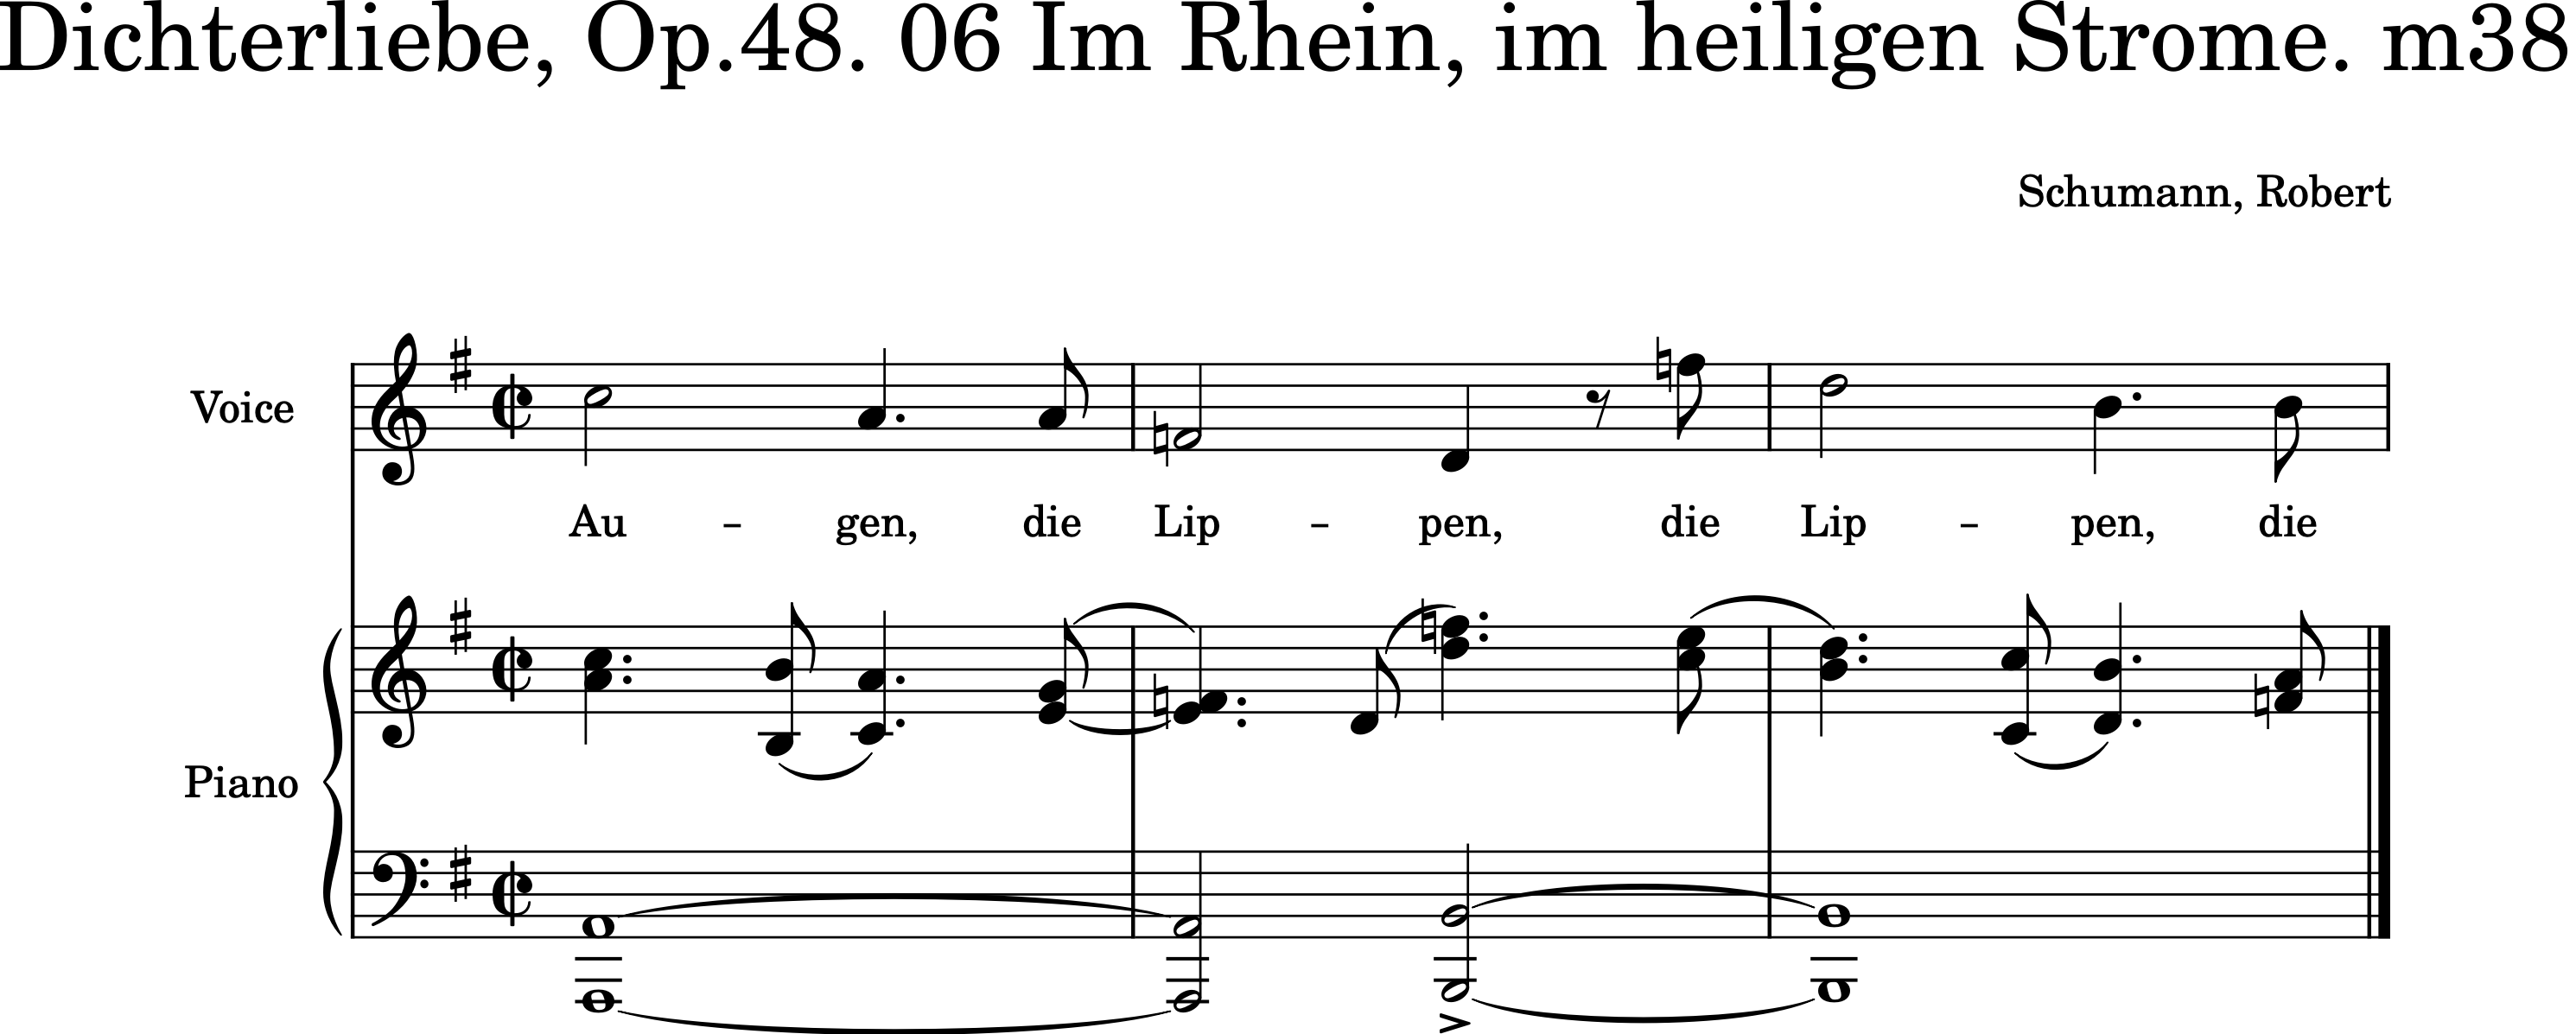 Dichterliebe, Op.48. 06 Im Rhein, im heiligen Strome. m38
Schumann, Robert
Voice
Au – gen, die Lip – pen, die Lip – pen, die
Piano